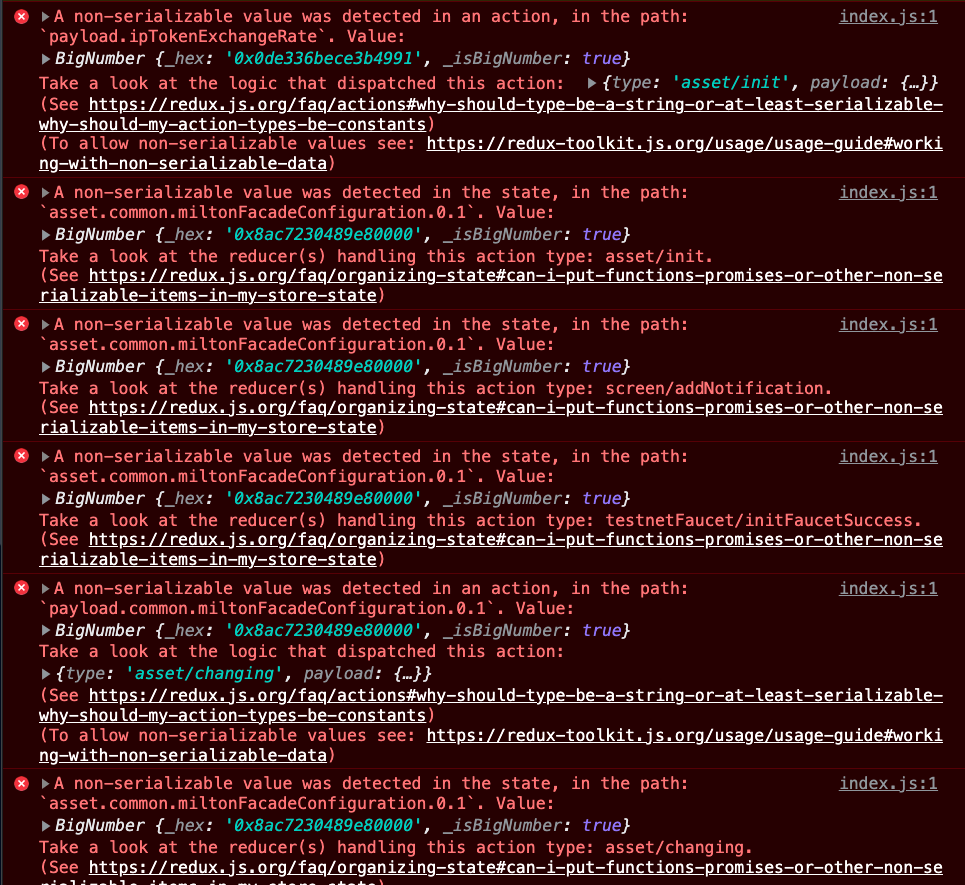 A non-serializable value was detected in an action, in the path: index.js:1
`payload.ipTokenExchangeRate`. Value:
BigNumber {_hex: '0x0de336bece3b4991', _isBigNumber: true}
Take a look at the logic that dispatched this action: {type: 'asset/init', payload: {…}}
(See https://redux.js.org/faq/actions#why-should-type-be-a-string-or-at-least-serializable-
why-should-my-action-types-be-constants)
(To allow non-serializable values see: https://redux-toolkit.js.org/usage/usage-guide#worki
ng-with-non-serializable-data)
A non-serializable value was detected in the state, in the path: index.js:1
`asset.common.miltonFacadeConfiguration.0.1`. Value:
BigNumber {_hex: '0x8ac7230489e80000', _isBigNumber: true}
Take a look at the reducer(s) handling this action type: asset/init.
(See https://redux.js.org/faq/organizing-state#can-i-put-functions-promises-or-other-non-se
rializable-items-in-my-store-state)
A non-serializable value was detected in the state, in the path: index.js:1
`asset.common.miltonFacadeConfiguration.0.1`. Value:
BigNumber {_hex: '0x8ac7230489e80000', _isBigNumber: true}
Take a look at the reducer(s) handling this action type: screen/addNotification.
(See https://redux.js.org/faq/organizing-state#can-i-put-functions-promises-or-other-non-se
rializable-items-in-my-store-state)
A non-serializable value was detected in the state, in the path: index.js:1
`asset.common.miltonFacadeConfiguration.0.1`. Value:
BigNumber {_hex: '0x8ac7230489e80000', _isBigNumber: true}
Take a look at the reducer(s) handling this action type: testnetFaucet/initFaucetSuccess.
(See https://redux.js.org/faq/organizing-state#can-i-put-functions-promises-or-other-non-se
rializable-items-in-my-store-state)
A non-serializable value was detected in an action, in the path: index.js:1
`payload.common.miltonFacadeConfiguration.0.1`. Value:
BigNumber {_hex: '0x8ac7230489e80000', _isBigNumber: true}
Take a look at the logic that dispatched this action:
{type: 'asset/changing', payload: {…}}
(See https://redux.js.org/faq/actions#why-should-type-be-a-string-or-at-least-serializable-
why-should-my-action-types-be-constants)
(To allow non-serializable values see: https://redux-toolkit.js.org/usage/usage-guide#worki
ng-with-non-serializable-data)
A non-serializable value was detected in the state, in the path: index.js:1
`asset.common.miltonFacadeConfiguration.0.1`. Value:
BigNumber {_hex: '0x8ac7230489e80000', _isBigNumber: true}
Take a look at the reducer(s) handling this action type: asset/changing.
(See https://redux.js.org/faq/organizing-state#can-i-put-functions-promises-or-other-non-se
rializable-items-in-my-store-state)